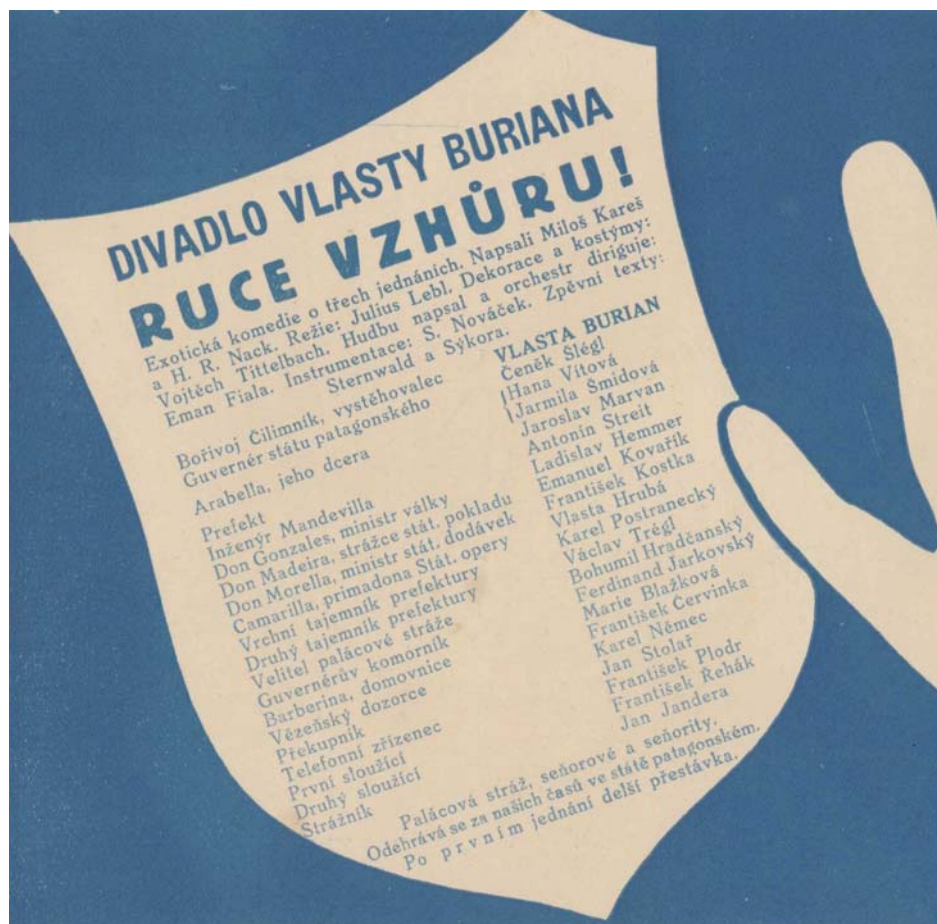 DIVADLO VLASTY BURIANA
RUCE VZHŮRU!
Exotická komedie o třech jednáních. Napsali Miloš Kareš
a H. R. Nack. Režie: Julius Lebl. Dekorace a kostýmy:
Vojtěch Tittelbach. Hudbu napsal a orchestr diriguje:
Eman Fiala. Instrumentace: S. Nováček. Zpěvní texty:
Sternwald a Sýkora.
Bořivoj Čilimník, vystěhovalec VLASTA BURIAN
Guvernér státu patagonského Čeněk Šlégl
Arabella, jeho dcera Hana Vítová
Jarmila Šmídová
Prefekt Jaroslav Marvan
Inženýr Mandevilla Antonín Streit
Don Gonzales, ministr války Ladislav Hemmer
Don Madeira, strážce stát. pokladu Emanuel Kovařík
Don Morella, ministr stát. dodávek František Kostka
Camarilla, primadona Stát. opery Vlasta Hrubá
Vrchní tajemník prefektury Karel Postranecký
Druhý tajemník prefektury Václav Trégl
Velitel palácové stráže Bohumil Hradčanský
Guvernérův komorník Ferdinand Jarkovský
Barberina, domovnice Marie Blažková
Vězeňský dozorce František Červinka
Překupník Karel Němec
Telefonní zřízenec Jan Stolař
První sloužící František Plodr
Druhý sloužící František Řehák
Strážník Jan Jandera
Palácová stráž, seňorové a seňority.
Odehrává se za našich časů ve státě patagonském.
Po prvním jednání delší přestávka.